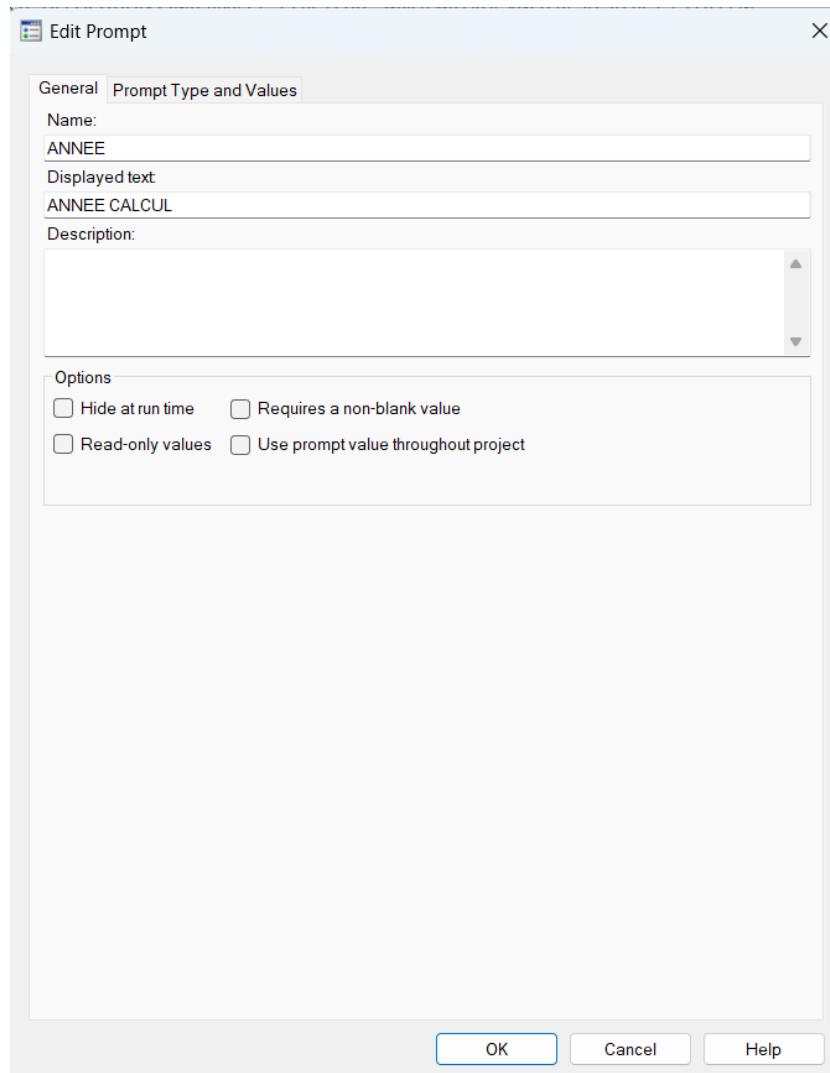 Edit Prompt
General Prompt Type and Values
Name:
ANNEE
Displayed text:
ANNEE CALCUL
Description:
Options
Hide at run time Requires a non-blank value
Read-only values Use prompt value throughout project
OK Cancel Help